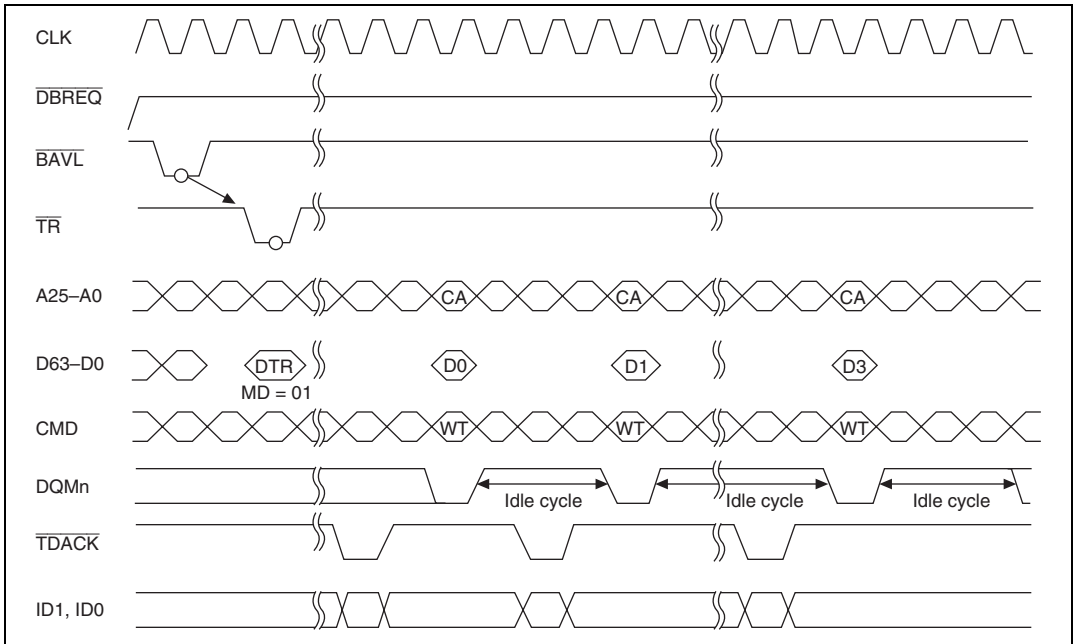 CLK
DBREQ
BAVL
TR
A25–A0 CA CA CA
D63–D0 DTR D0 D1 D3
MD = 01
CMD WT WT WT
DQMn
Idle cycle Idle cycle Idle cycle
TDACK
ID1, ID0